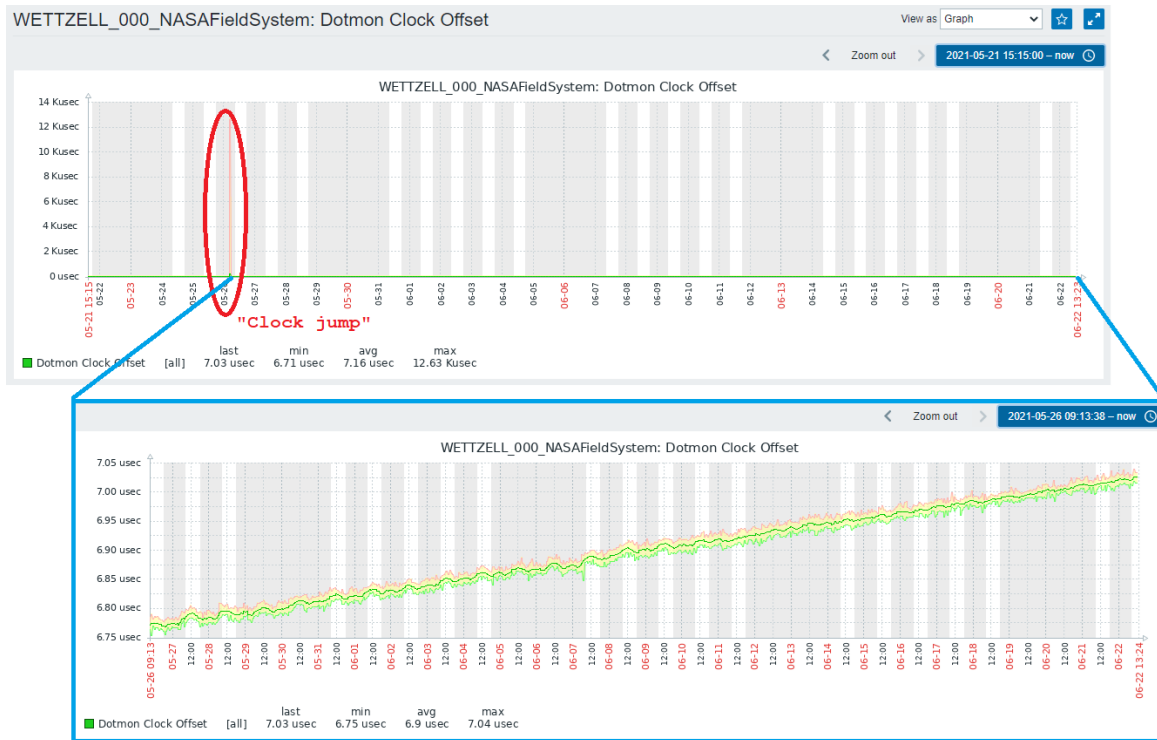 WETTZELL_000_NASAFieldSystem: Dotmon Clock Offset
View as Graph
Zoom out 2021-05-21 15:15:00 – now
WETTZELL_000_NASAFieldSystem: Dotmon Clock Offset
14 Kusec
12 Kusec
10 Kusec
8 Kusec
6 Kusec
4 Kusec
2 Kusec
0 usec
05-21 15:15 05-22 05-23 05-24 05-25 05-26 05-27 05-28 05-29 05-30 05-31 06-01 06-02 06-03 06-04 06-05 06-06 06-07 06-08 06-09 06-10 06-11 06-12 06-13 06-14 06-15 06-16 06-17 06-18 06-19 06-20 06-21 06-22 06-22 13:23
"Clock jump"
last min avg max
Dotmon Clock Offset [all] 7.03 usec 6.71 usec 7.16 usec 12.63 Kusec
Zoom out 2021-05-26 09:13:38 – now
WETTZELL_000_NASAFieldSystem: Dotmon Clock Offset
7.05 usec
7.00 usec
6.95 usec
6.90 usec
6.85 usec
6.80 usec
6.75 usec
05-26 09:13 05-27 12:00 05-28 12:00 05-29 12:00 05-30 12:00 05-31 12:00 06-01 12:00 06-02 12:00 06-03 12:00 06-04 12:00 06-05 12:00 06-06 12:00 06-07 12:00 06-08 12:00 06-09 12:00 06-10 12:00 06-11 12:00 06-12 12:00 06-13 12:00 06-14 12:00 06-15 12:00 06-16 12:00 06-17 12:00 06-18 12:00 06-19 12:00 06-20 12:00 06-21 12:00 06-22 06-22 13:24
last min avg max
Dotmon Clock Offset [all] 7.03 usec 6.75 usec 6.9 usec 7.04 usec